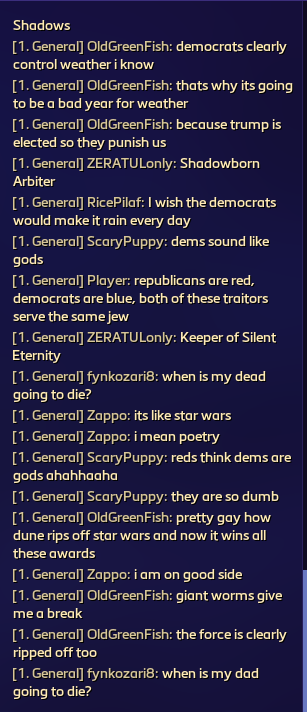 Shadows
[1. General] OldGreenFish: democrats clearly
control weather i know
[1. General] OldGreenFish: thats why its going
to be a bad year for weather
[1. General] OldGreenFish: because trump is
elected so they punish us
[1. General] ZERATULonly: Shadowborn
Arbiter
[1. General] RicePilaf: I wish the democrats
would make it rain every day
[1. General] ScaryPuppy: dems sound like
gods
[1. General] Player: republicans are red,
democrats are blue, both of these traitors
serve the same jew
[1. General] ZERATULonly: Keeper of Silent
Eternity
[1. General] fynkozari8: when is my dead
going to die?
[1. General] Zappo: its like star wars
[1. General] Zappo: i mean poetry
[1. General] ScaryPuppy: reds think dems are
gods ahahhaaha
[1. General] ScaryPuppy: they are so dumb
[1. General] OldGreenFish: pretty gay how
dune rips off star wars and now it wins all
these awards
[1. General] Zappo: i am on good side
[1. General] OldGreenFish: giant worms give
me a break
[1. General] OldGreenFish: the force is clearly
ripped off too
[1. General] fynkozari8: when is my dad
going to die?